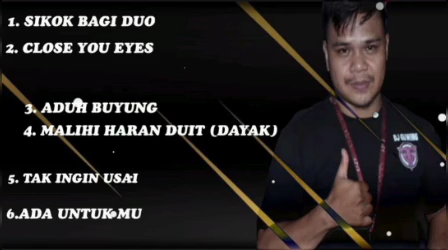 1. SIKOK BAGI DUO
2. CLOSE YOU EYES
3. ADUH BUYUNG
4. MALIHI HARAN DUIT (DAYAK)
5. TAK INGIN USAI
6.ADA UNTUK MU